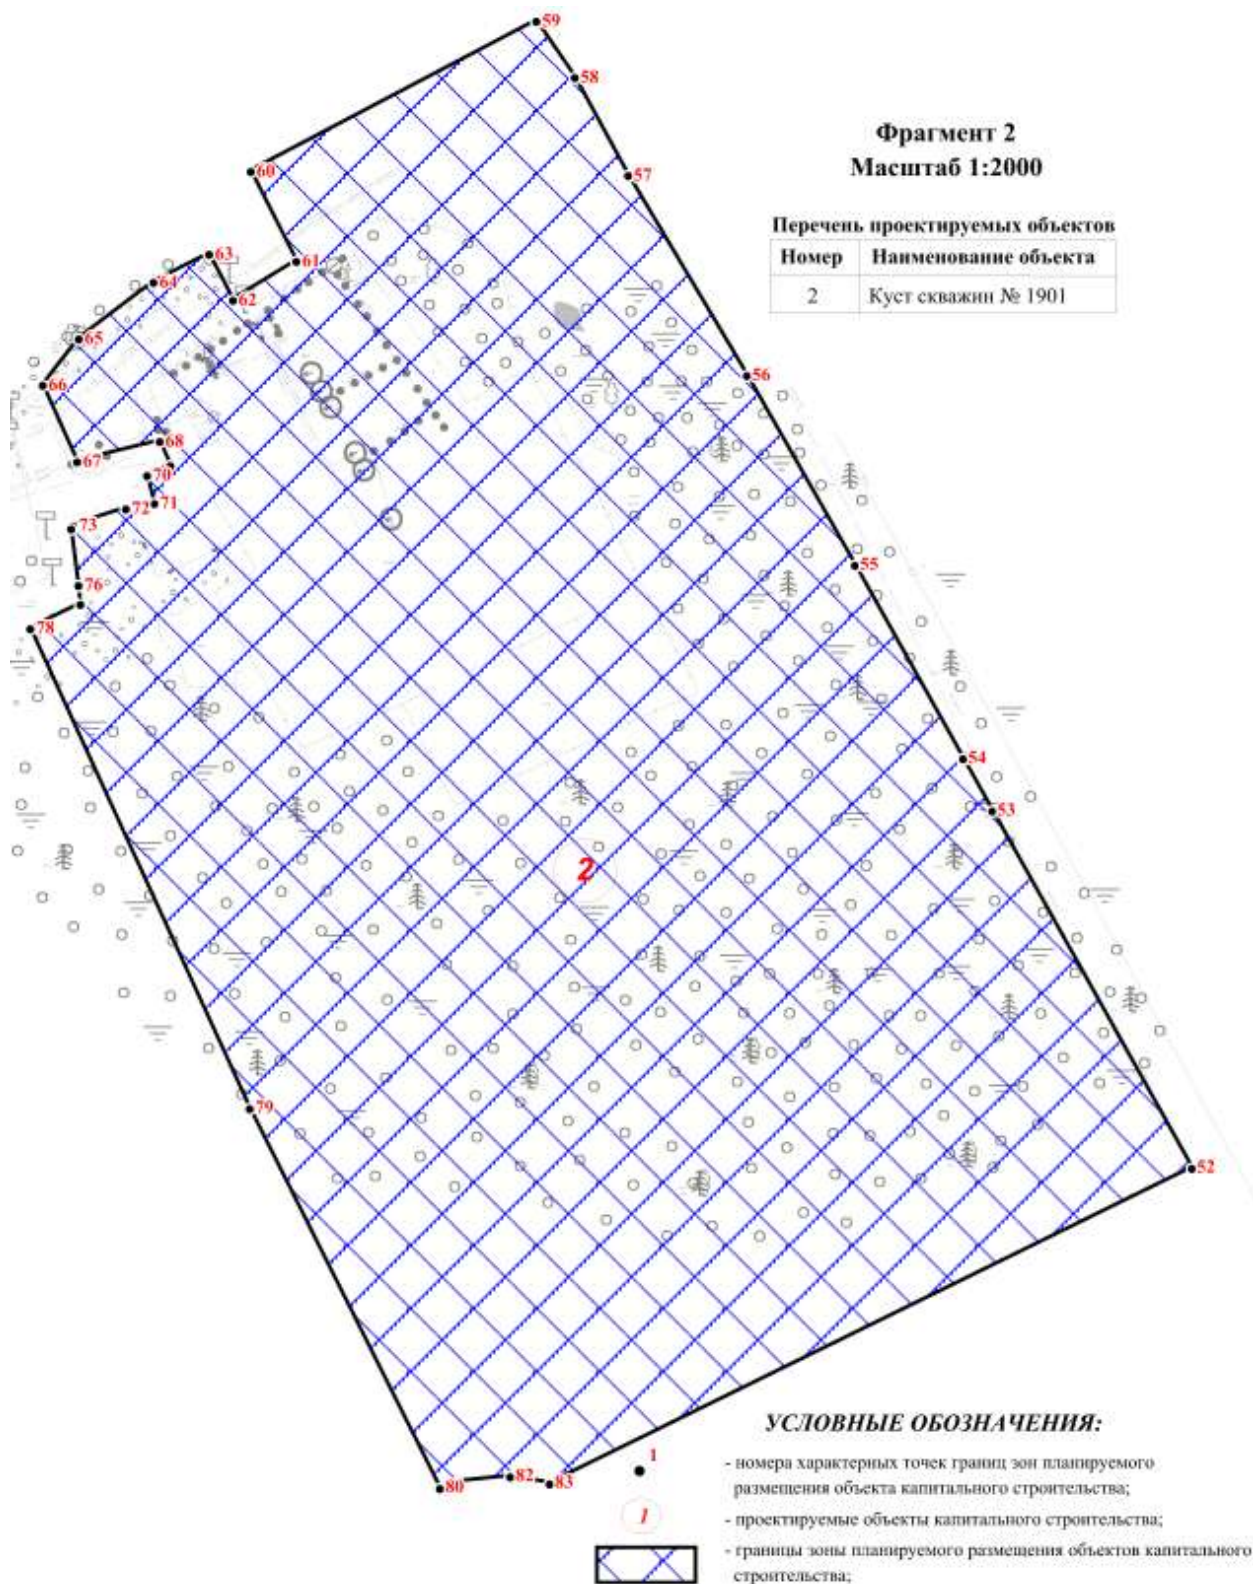 59
58
Фрагмент 2
Масштаб 1:2000
57
60
Перечень проектируемых объектов
Номер Наименование объекта
2 Куст скважин № 1901
63
61
64
62
65
56
66
68
67
70
71
72
73
55
76
78
54
53
2
79
52
УСЛОВНЫЕ ОБОЗНАЧЕНИЯ:
1
- номера характерных точек границ зон планируемого
размещения объекта капитального строительства;
82
83
80
1
- проектируемые объекты капитального строительства;
- границы зоны планируемого размещения объектов капитального
строительства;